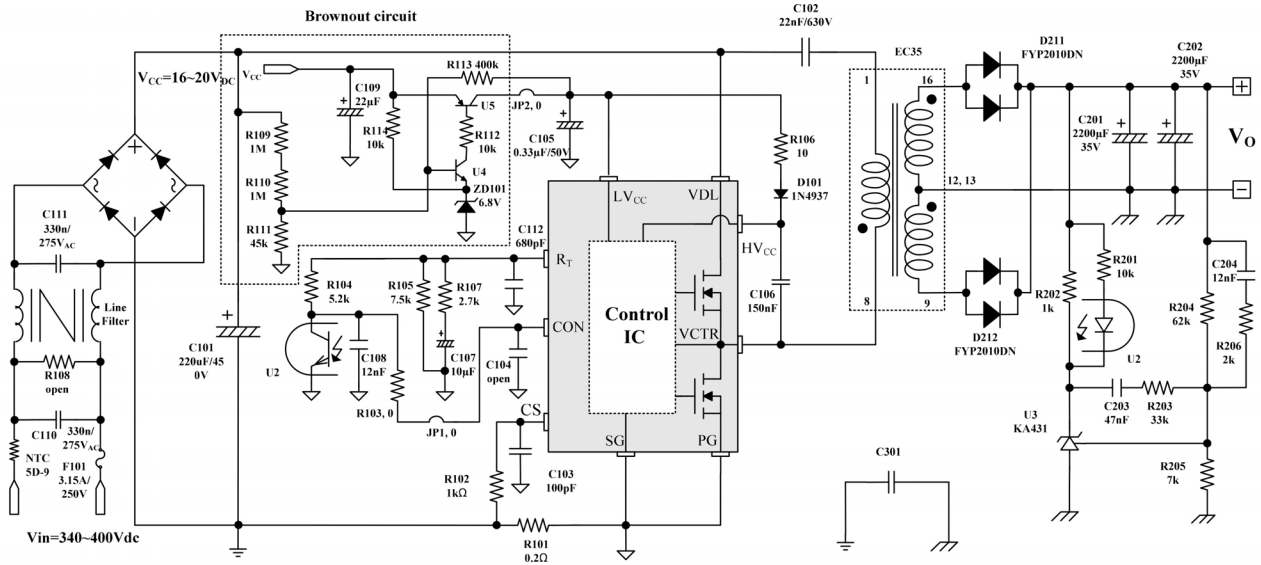 Brownout circuit
C102
22nF/630V
V_CC=16~20V_DC
V_CC
C109
22µF
R113 400k
U5
JP2, 0
R114
10k
R112
10k
C105
0.33µF/50V
U4
ZD101
6.8V
R109
1M
R110
1M
R111
45k
R106
10
D101
1N4937
EC35
1
16
12, 13
8
9
D211
FYP2010DN
D212
FYP2010DN
C201
2200µF
35V
C202
2200µF
35V
+
V_O
−
C111
330n/
275V_AC
Line
Filter
R108
open
C110
330n/
275V_AC
NTC
5D-9
F101
3.15A/
250V
Vin=340~400Vdc
C101
220uF/45
0V
R104
5.2k
R105
7.5k
R107
2.7k
C112
680pF
U2
C108
12nF
C107
10µF
C104
open
R103, 0
JP1, 0
LV_CC
VDL
HV_CC
R_T
CON
CS
SG
PG
VCTR
Control
IC
C106
150nF
R102
1kΩ
C103
100pF
R101
0.2Ω
C301
R201
10k
R202
1k
U2
C203
47nF
R203
33k
U3
KA431
R204
62k
C204
12nF
R206
2k
R205
7k